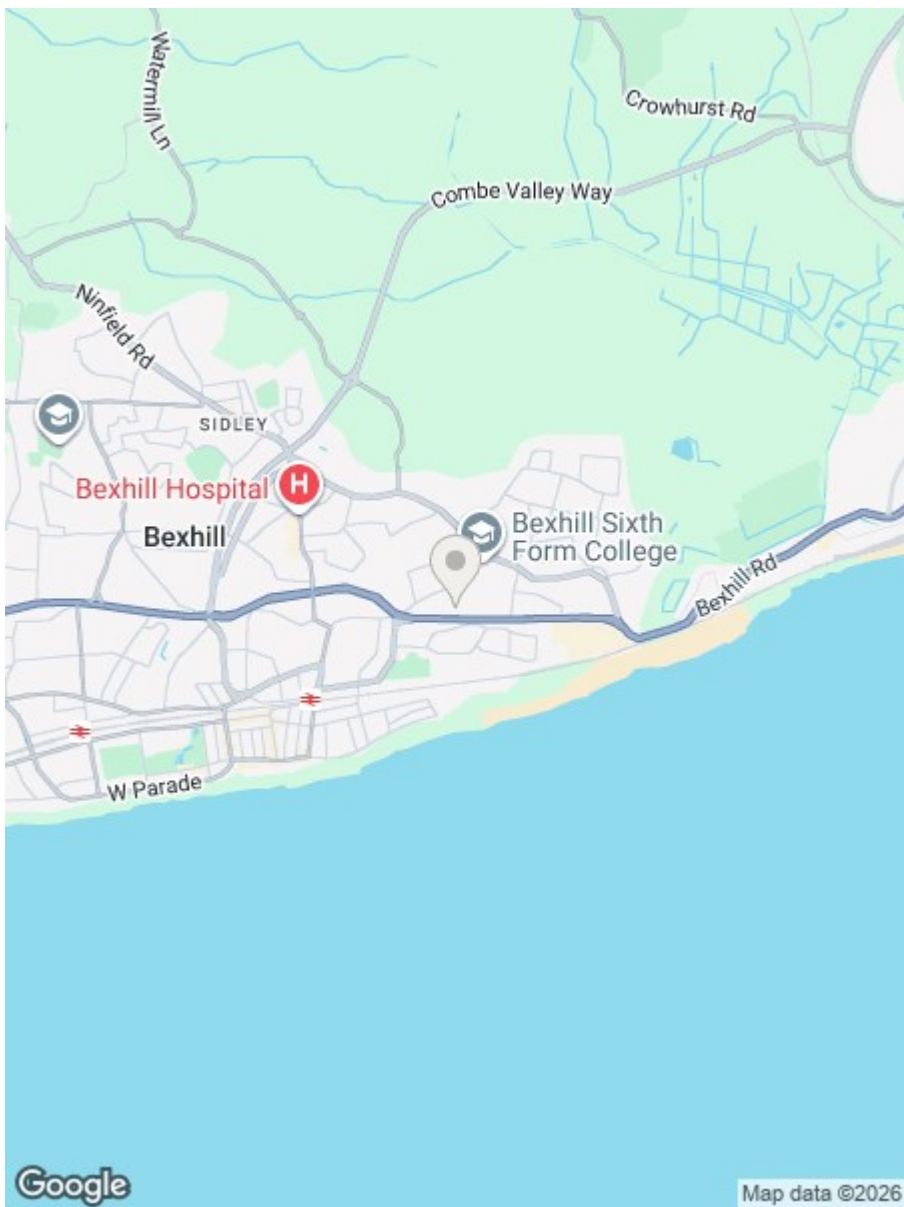 Watermill Ln
Crowhurst Rd
Combe Valley Way
Ninfield Rd
SIDLEY
Bexhill Hospital
H
Bexhill
Bexhill Sixth
Form College
Bexhill Rd
W Parade
Google
Map data ©2026